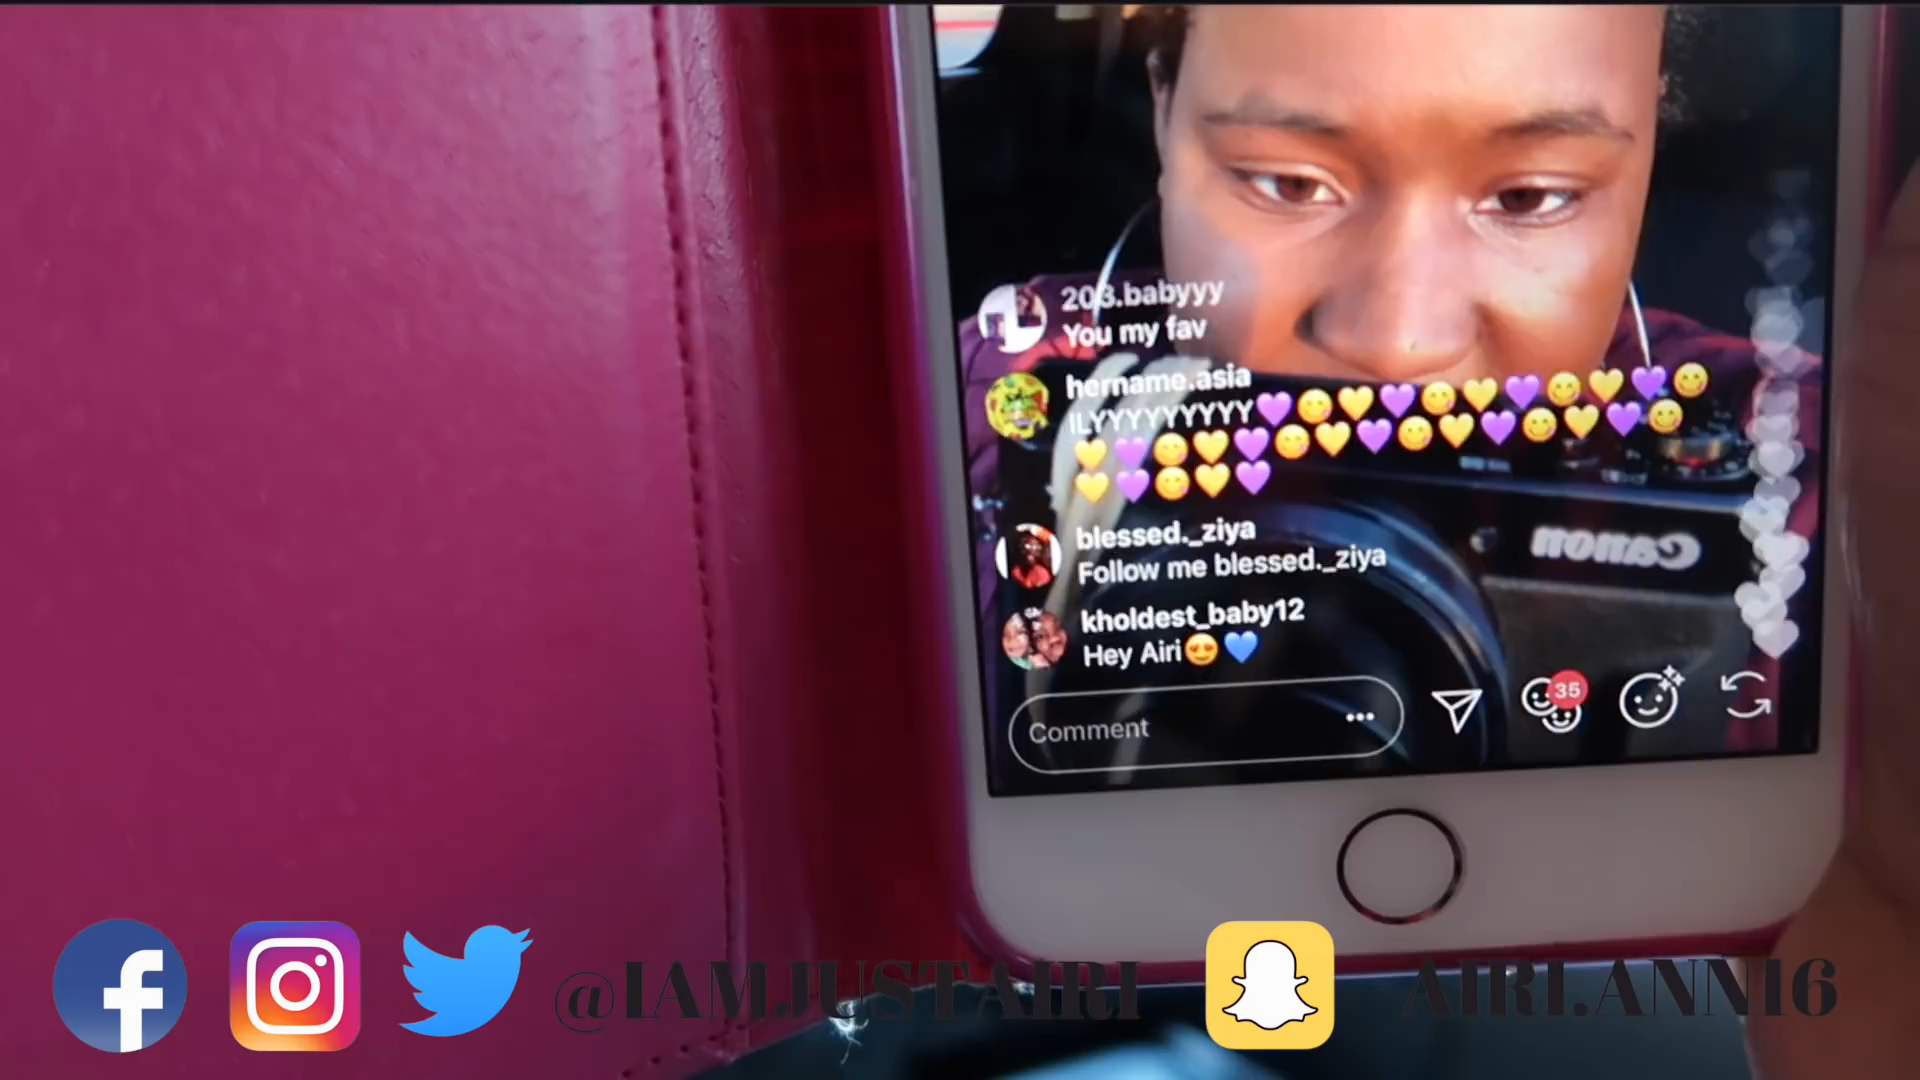 203.babyyy
You my fav
hername.asia
ILYYYYYYYYY💜😋💛💜😋💛💜😋💛💜😋
💛💜😋💛💜😋💛💜😋💛💜😋💛💜😋
💛💜😋💛💜
Canon
blessed._ziya
Follow me blessed._ziya
kholdest_baby12
Hey Airi😍💙
35
Comment
@IAMJUSTAIRI
AIRI.ANN16